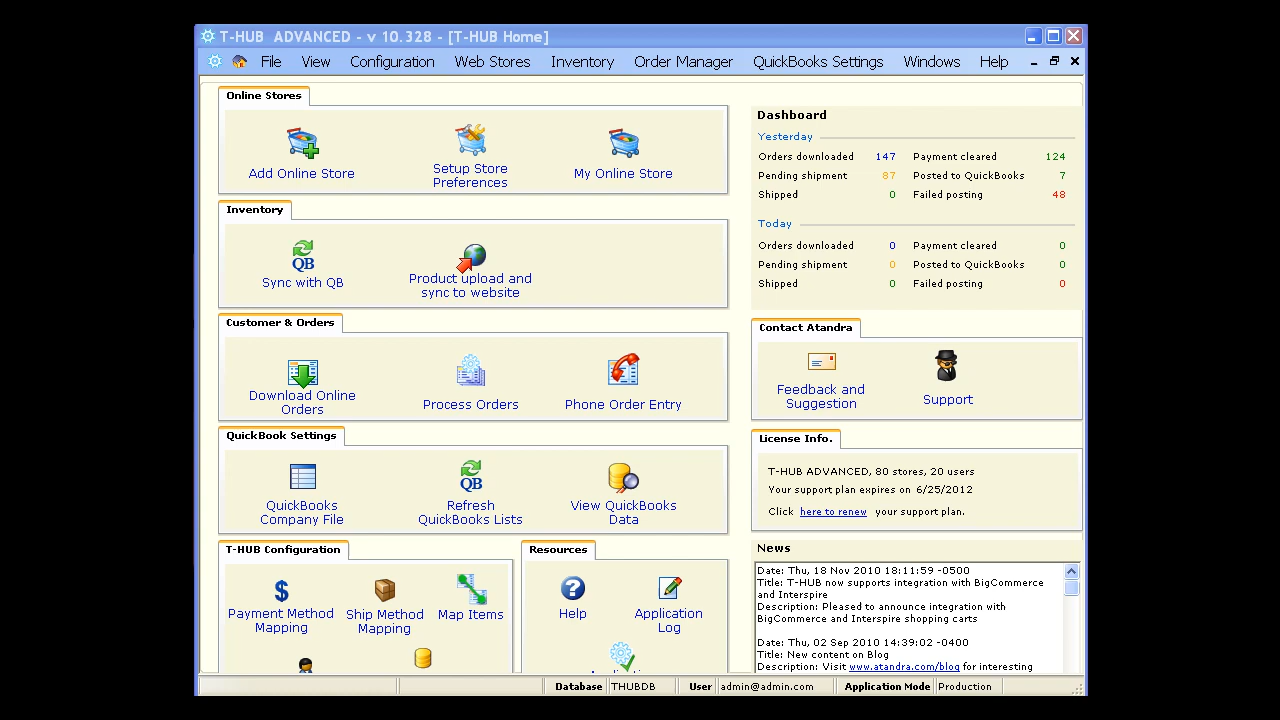 T-HUB ADVANCED - v 10.328 - [T-HUB Home]
File View Configuration Web Stores Inventory Order Manager QuickBooks Settings Windows Help
Online Stores
Add Online Store
Setup Store
Preferences
My Online Store
Inventory
QB
Sync with QB
Product upload and
sync to website
Customer & Orders
Download Online
Orders
Process Orders
Phone Order Entry
QuickBook Settings
QuickBooks
Company File
QB
Refresh
QuickBooks Lists
View QuickBooks
Data
T-HUB Configuration
$
Payment Method
Mapping
Ship Method
Mapping
Map Items
Resources
?
Help
Application
Log
Dashboard
Yesterday
Orders downloaded 147 Payment cleared 124
Pending shipment 87 Posted to QuickBooks 7
Shipped 0 Failed posting 48
Today
Orders downloaded 0 Payment cleared 0
Pending shipment 0 Posted to QuickBooks 0
Shipped 0 Failed posting 0
Contact Atandra
Feedback and
Suggestion
Support
License Info.
T-HUB ADVANCED, 80 stores, 20 users
Your support plan expires on 6/25/2012
Click here to renew your support plan.
News
Date: Thu, 18 Nov 2010 18:11:59 -0500
Title: T-HUB now supports integration with BigCommerce
and Interspire
Description: Pleased to announce integration with
BigCommerce and Interspire shopping carts
Date: Thu, 02 Sep 2010 14:39:02 -0400
Title: New content on Blog
Description: Visit www.atandra.com/blog for interesting
Database THUBDB User admin@admin.com Application Mode Production